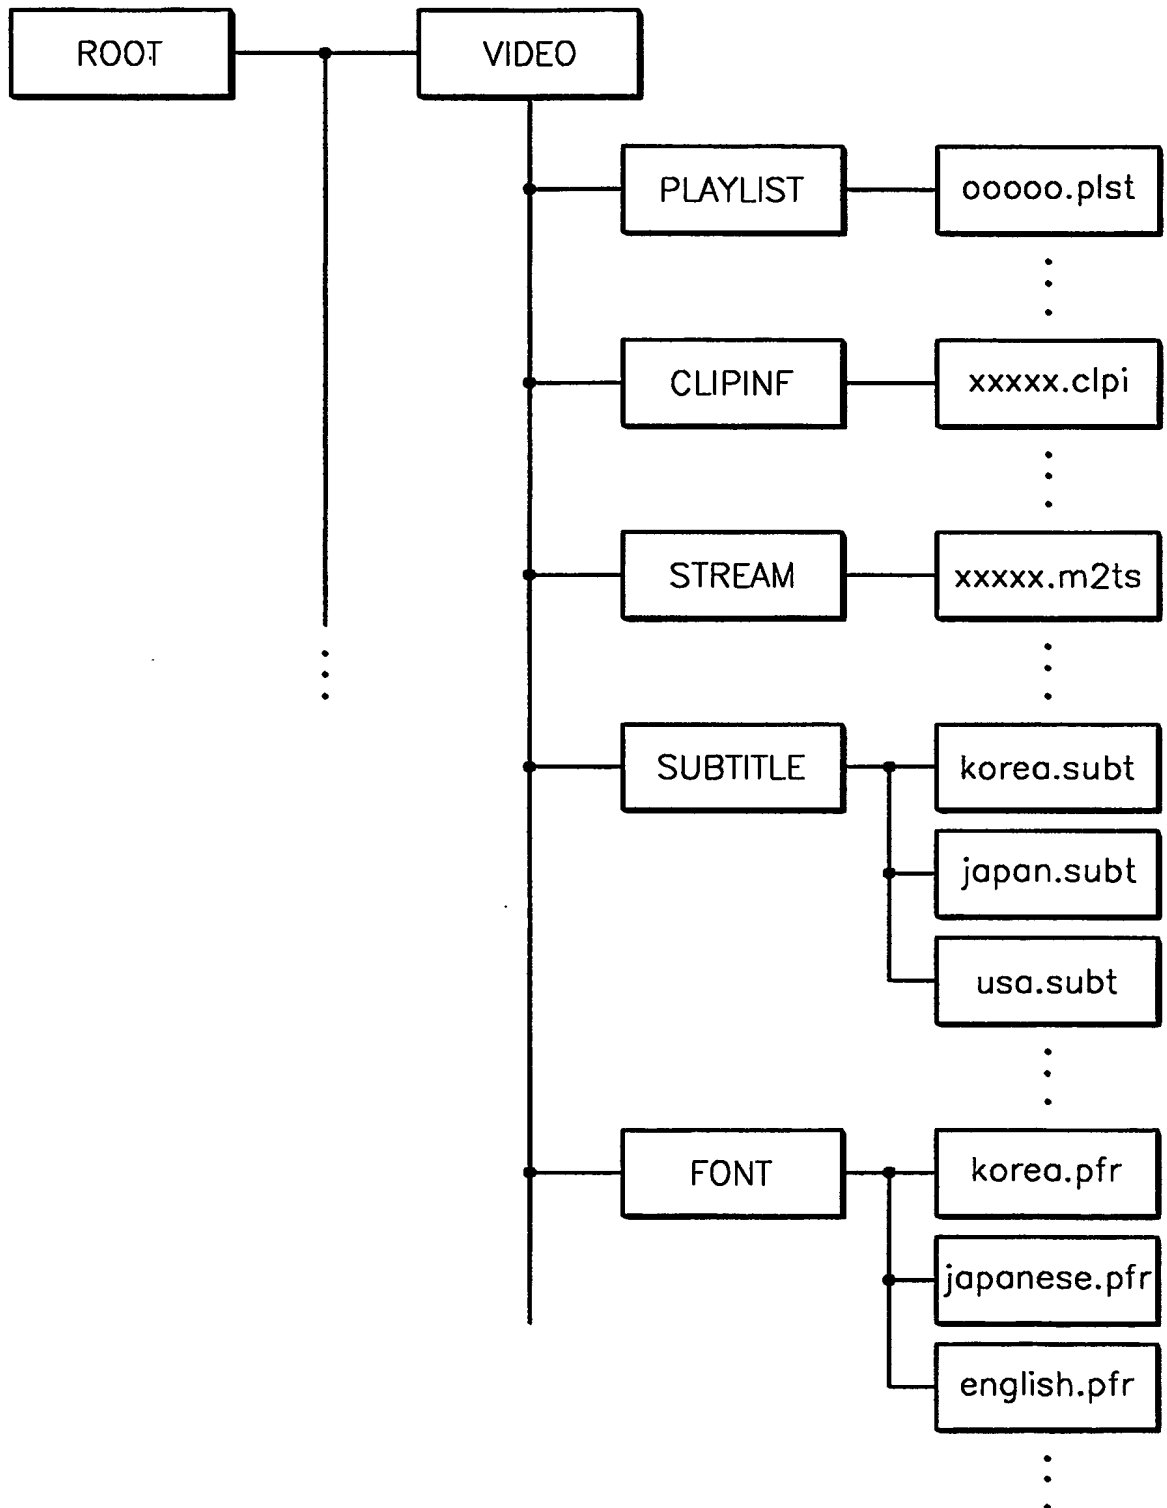 ROOT
VIDEO
PLAYLIST
ooooo.plst
CLIPINF
xxxxx.clpi
STREAM
xxxxx.m2ts
SUBTITLE
korea.subt
japan.subt
usa.subt
FONT
korea.pfr
japanese.pfr
english.pfr